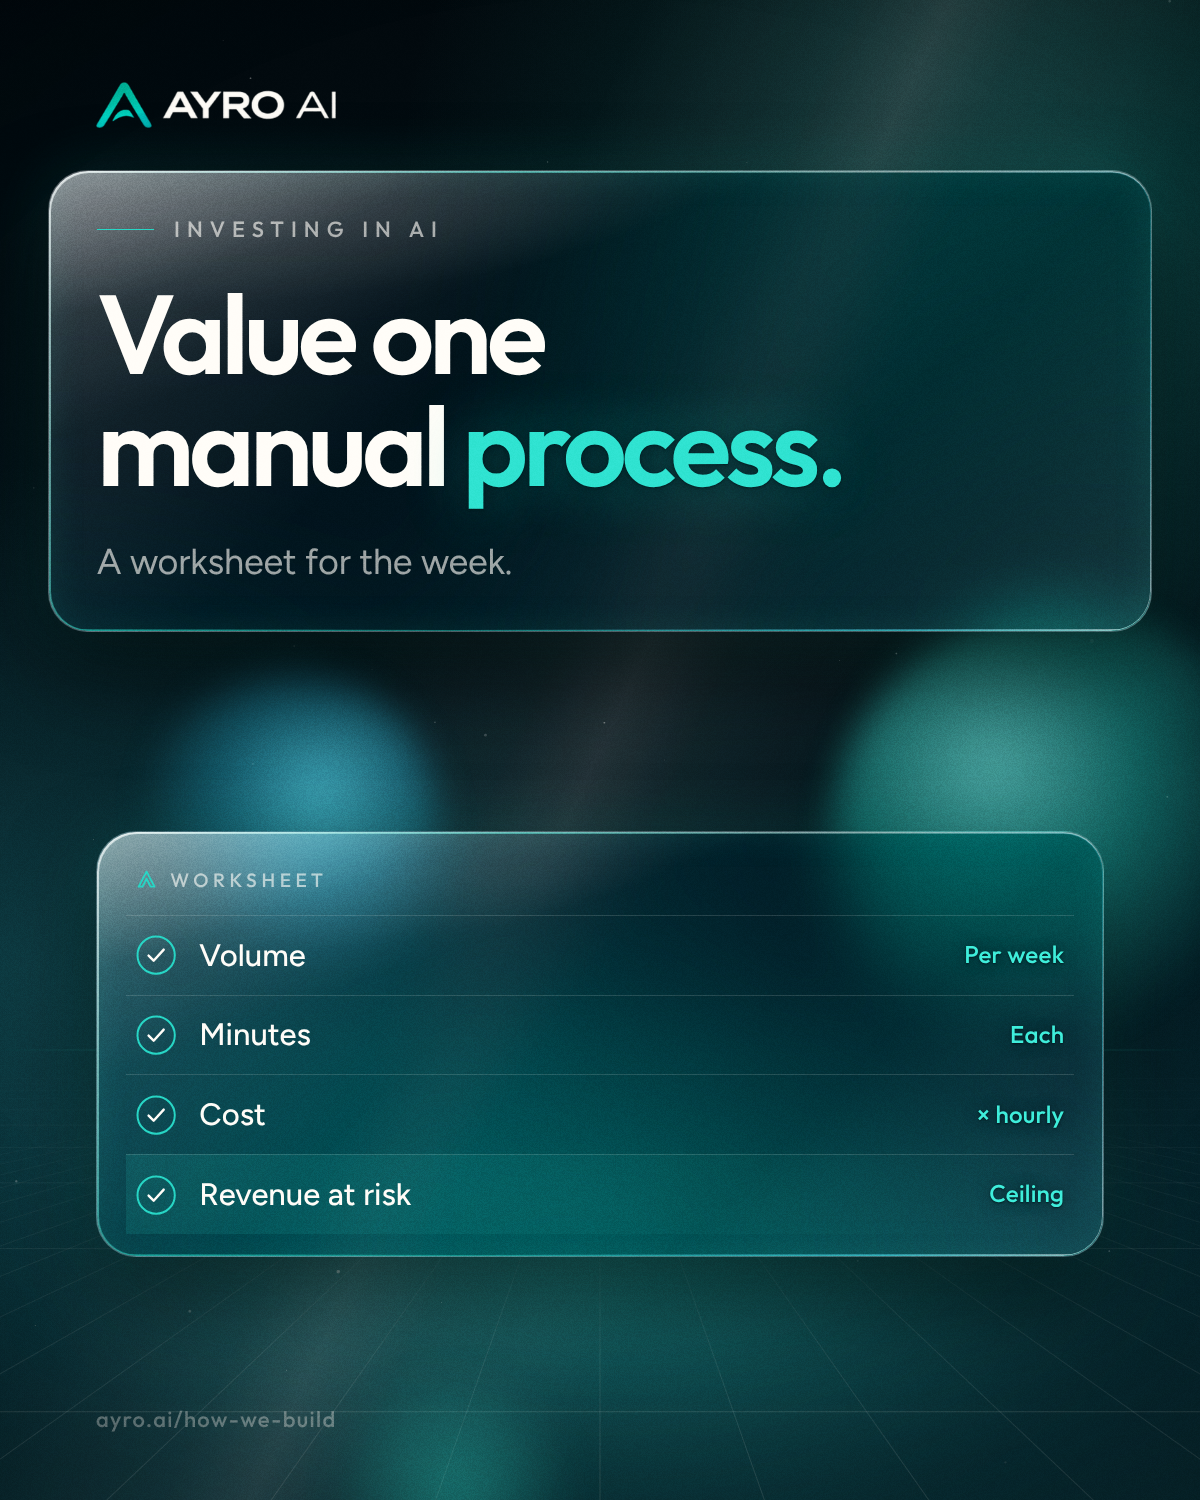 AYRO AI
INVESTING IN AI
Value one
manual process.
A worksheet for the week.
WORKSHEET
Volume Per week
Minutes Each
Cost × hourly
Revenue at risk Ceiling
ayro.ai/how-we-build